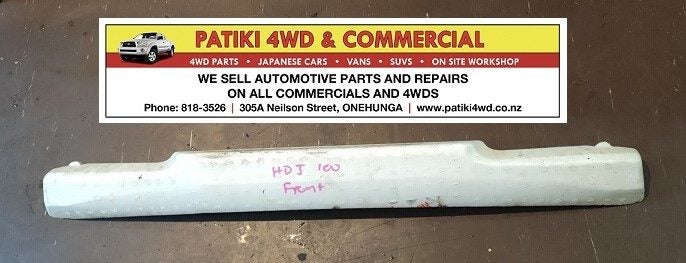 PATIKI 4WD & COMMERCIAL
4WD PARTS • JAPANESE CARS • VANS • SUVS • ON SITE WORKSHOP
WE SELL AUTOMOTIVE PARTS AND REPAIRS
ON ALL COMMERCIALS AND 4WDS
Phone: 818-3526 | 305A Neilson Street, ONEHUNGA | www.patiki4wd.co.nz
HDJ 100
Front